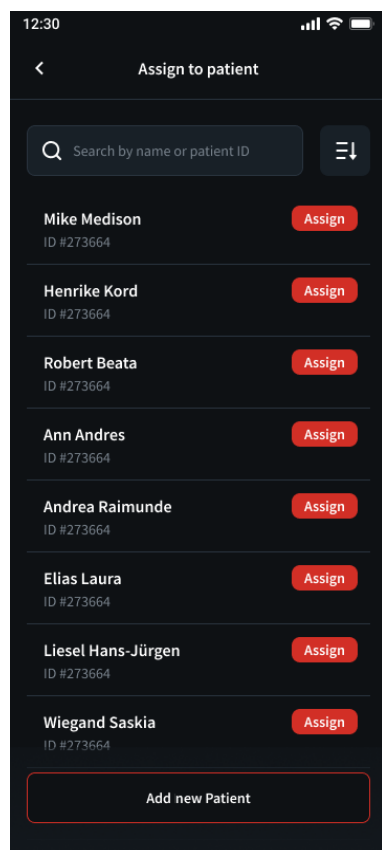 12:30
Assign to patient
Search by name or patient ID
Mike Medison
Assign
ID #273664
Henrike Kord
Assign
ID #273664
Robert Beata
Assign
ID #273664
Ann Andres
Assign
ID #273664
Andrea Raimunde
Assign
ID #273664
Elias Laura
Assign
ID #273664
Liesel Hans-Jürgen
Assign
ID #273664
Wiegand Saskia
Assign
ID #273664
Add new Patient